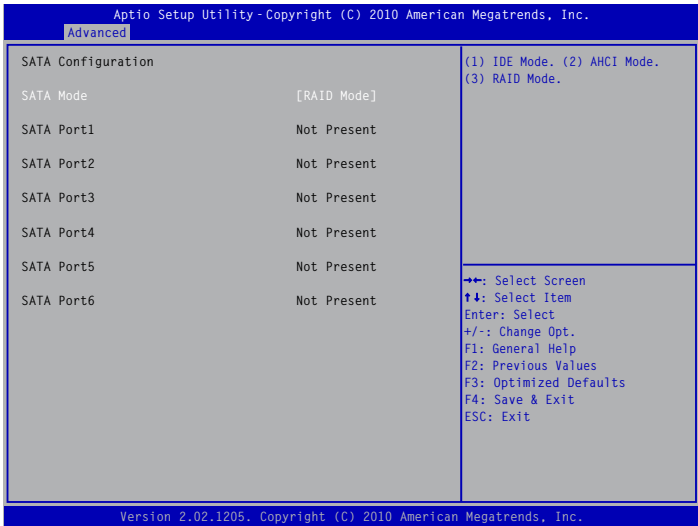 Aptio Setup Utility - Copyright (C) 2010 American Megatrends, Inc.
Advanced
SATA Configuration
SATA Mode [RAID Mode]
SATA Port1 Not Present
SATA Port2 Not Present
SATA Port3 Not Present
SATA Port4 Not Present
SATA Port5 Not Present
SATA Port6 Not Present
(1) IDE Mode. (2) AHCI Mode.
(3) RAID Mode.
→←: Select Screen
↑↓: Select Item
Enter: Select
+/-: Change Opt.
F1: General Help
F2: Previous Values
F3: Optimized Defaults
F4: Save & Exit
ESC: Exit
Version 2.02.1205. Copyright (C) 2010 American Megatrends, Inc.